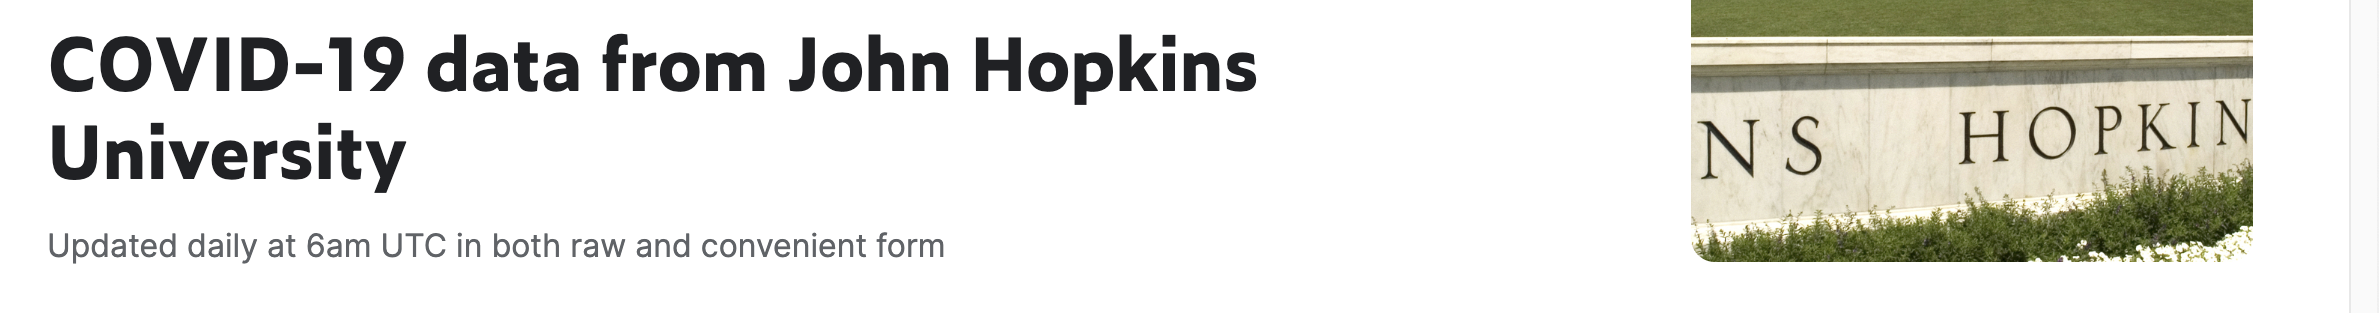 COVID-19 data from John Hopkins
University
Updated daily at 6am UTC in both raw and convenient form
NS HOPKIN